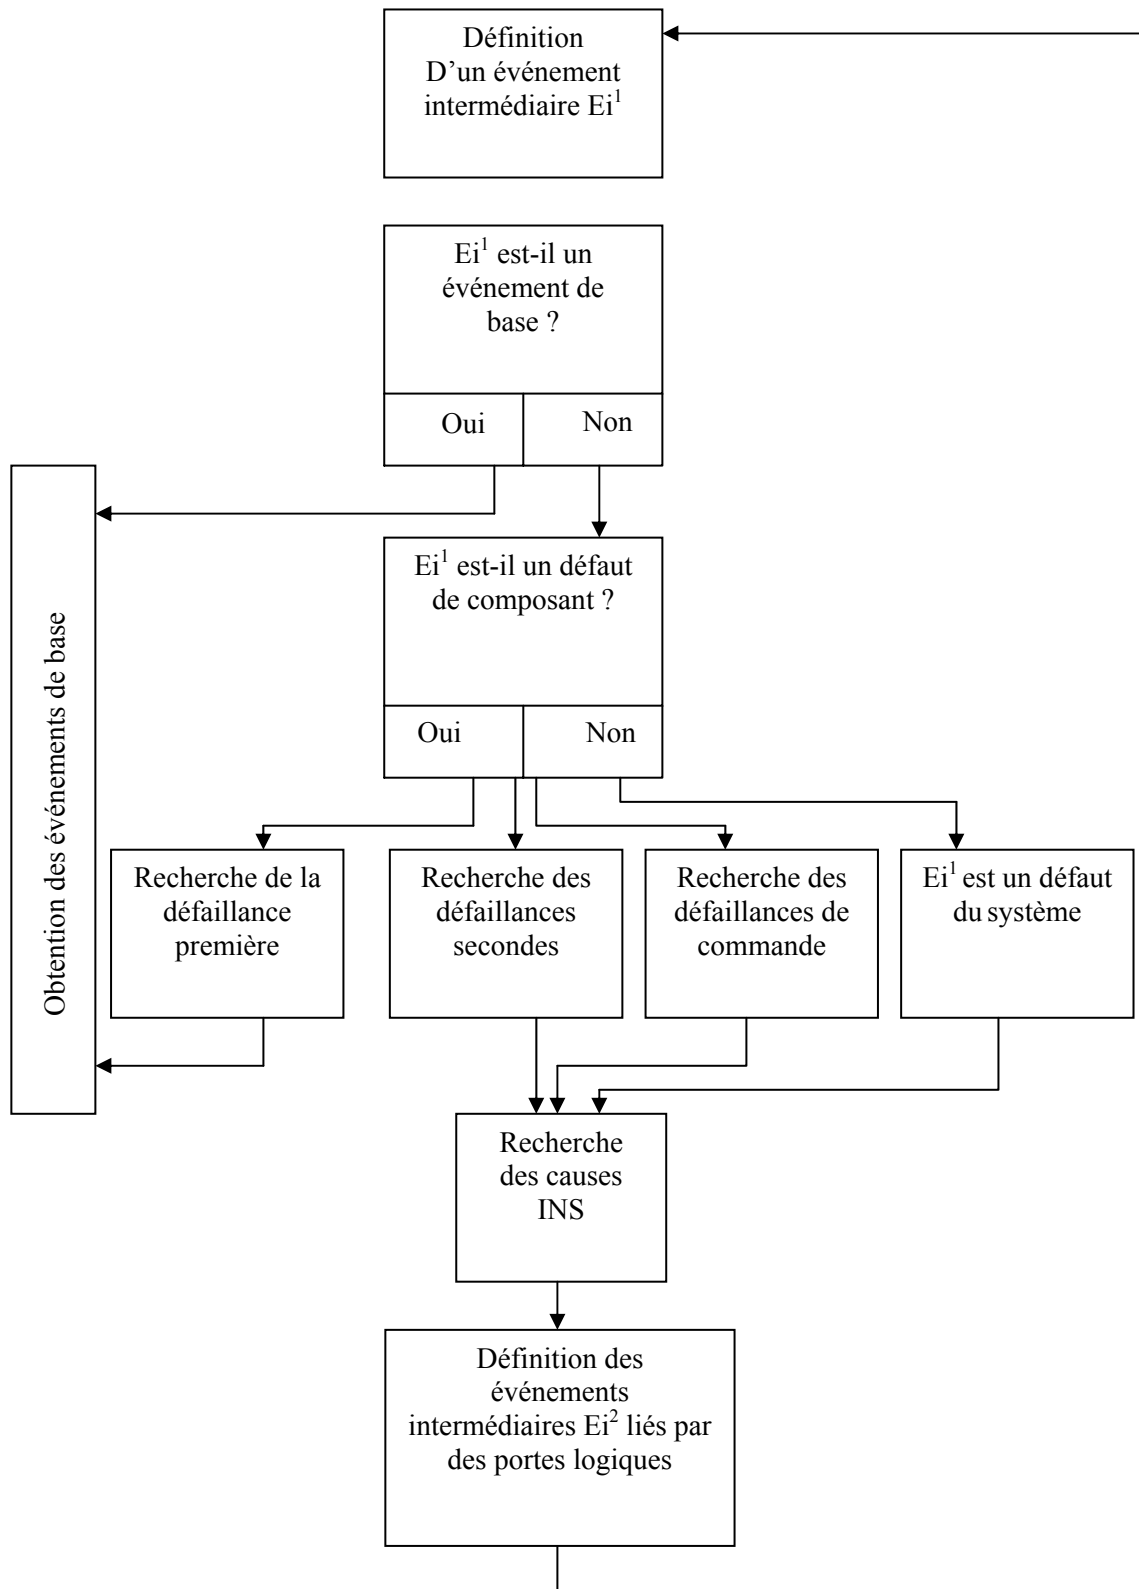 Définition
D’un événement
intermédiaire Ei¹
Ei¹ est-il un
événement de
base ?
Oui
Non
Ei¹ est-il un défaut
de composant ?
Oui
Non
Obtention des événements de base
Recherche de la
défaillance
première
Recherche des
défaillances
secondes
Recherche des
défaillances de
commande
Ei¹ est un défaut
du système
Recherche
des causes
INS
Définition des
événements
intermédiaires Ei² liés par
des portes logiques